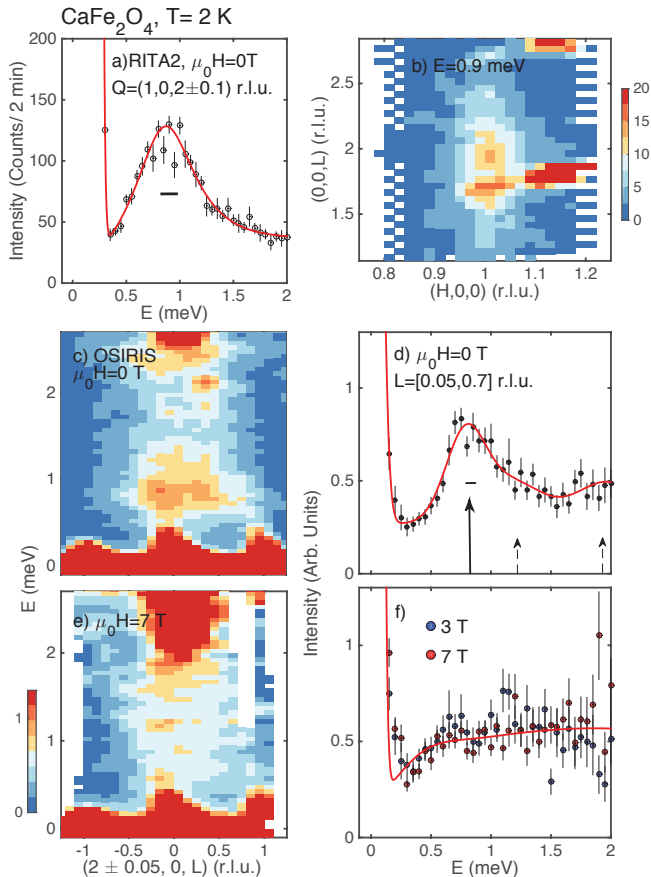 CaFe₂O₄, T= 2 K
a)RITA2, μ₀H=0T
Q=(1,0,2±0.1) r.l.u.
Intensity (Counts/ 2 min)
200
150
100
50
0
0 0.5 1 1.5 2
E (meV)
b) E=0.9 meV
(0,0,L) (r.l.u.)
2.5
2
1.5
0.8 0.9 1 1.1 1.2
(H,0,0) (r.l.u.)
20
15
10
5
0
c) OSIRIS
μ₀H=0 T
2
1
0
E (meV)
d) μ₀H=0 T
L=[0.05,0.7] r.l.u.
1
0.5
0
Intensity (Arb. Units)
e) μ₀H=7 T
2
1
0
1
0
-1 -0.5 0 0.5 1
(2 ± 0.05, 0, L) (r.l.u.)
f)
3 T
7 T
1
0.5
0
0 0.5 1 1.5 2
E (meV)